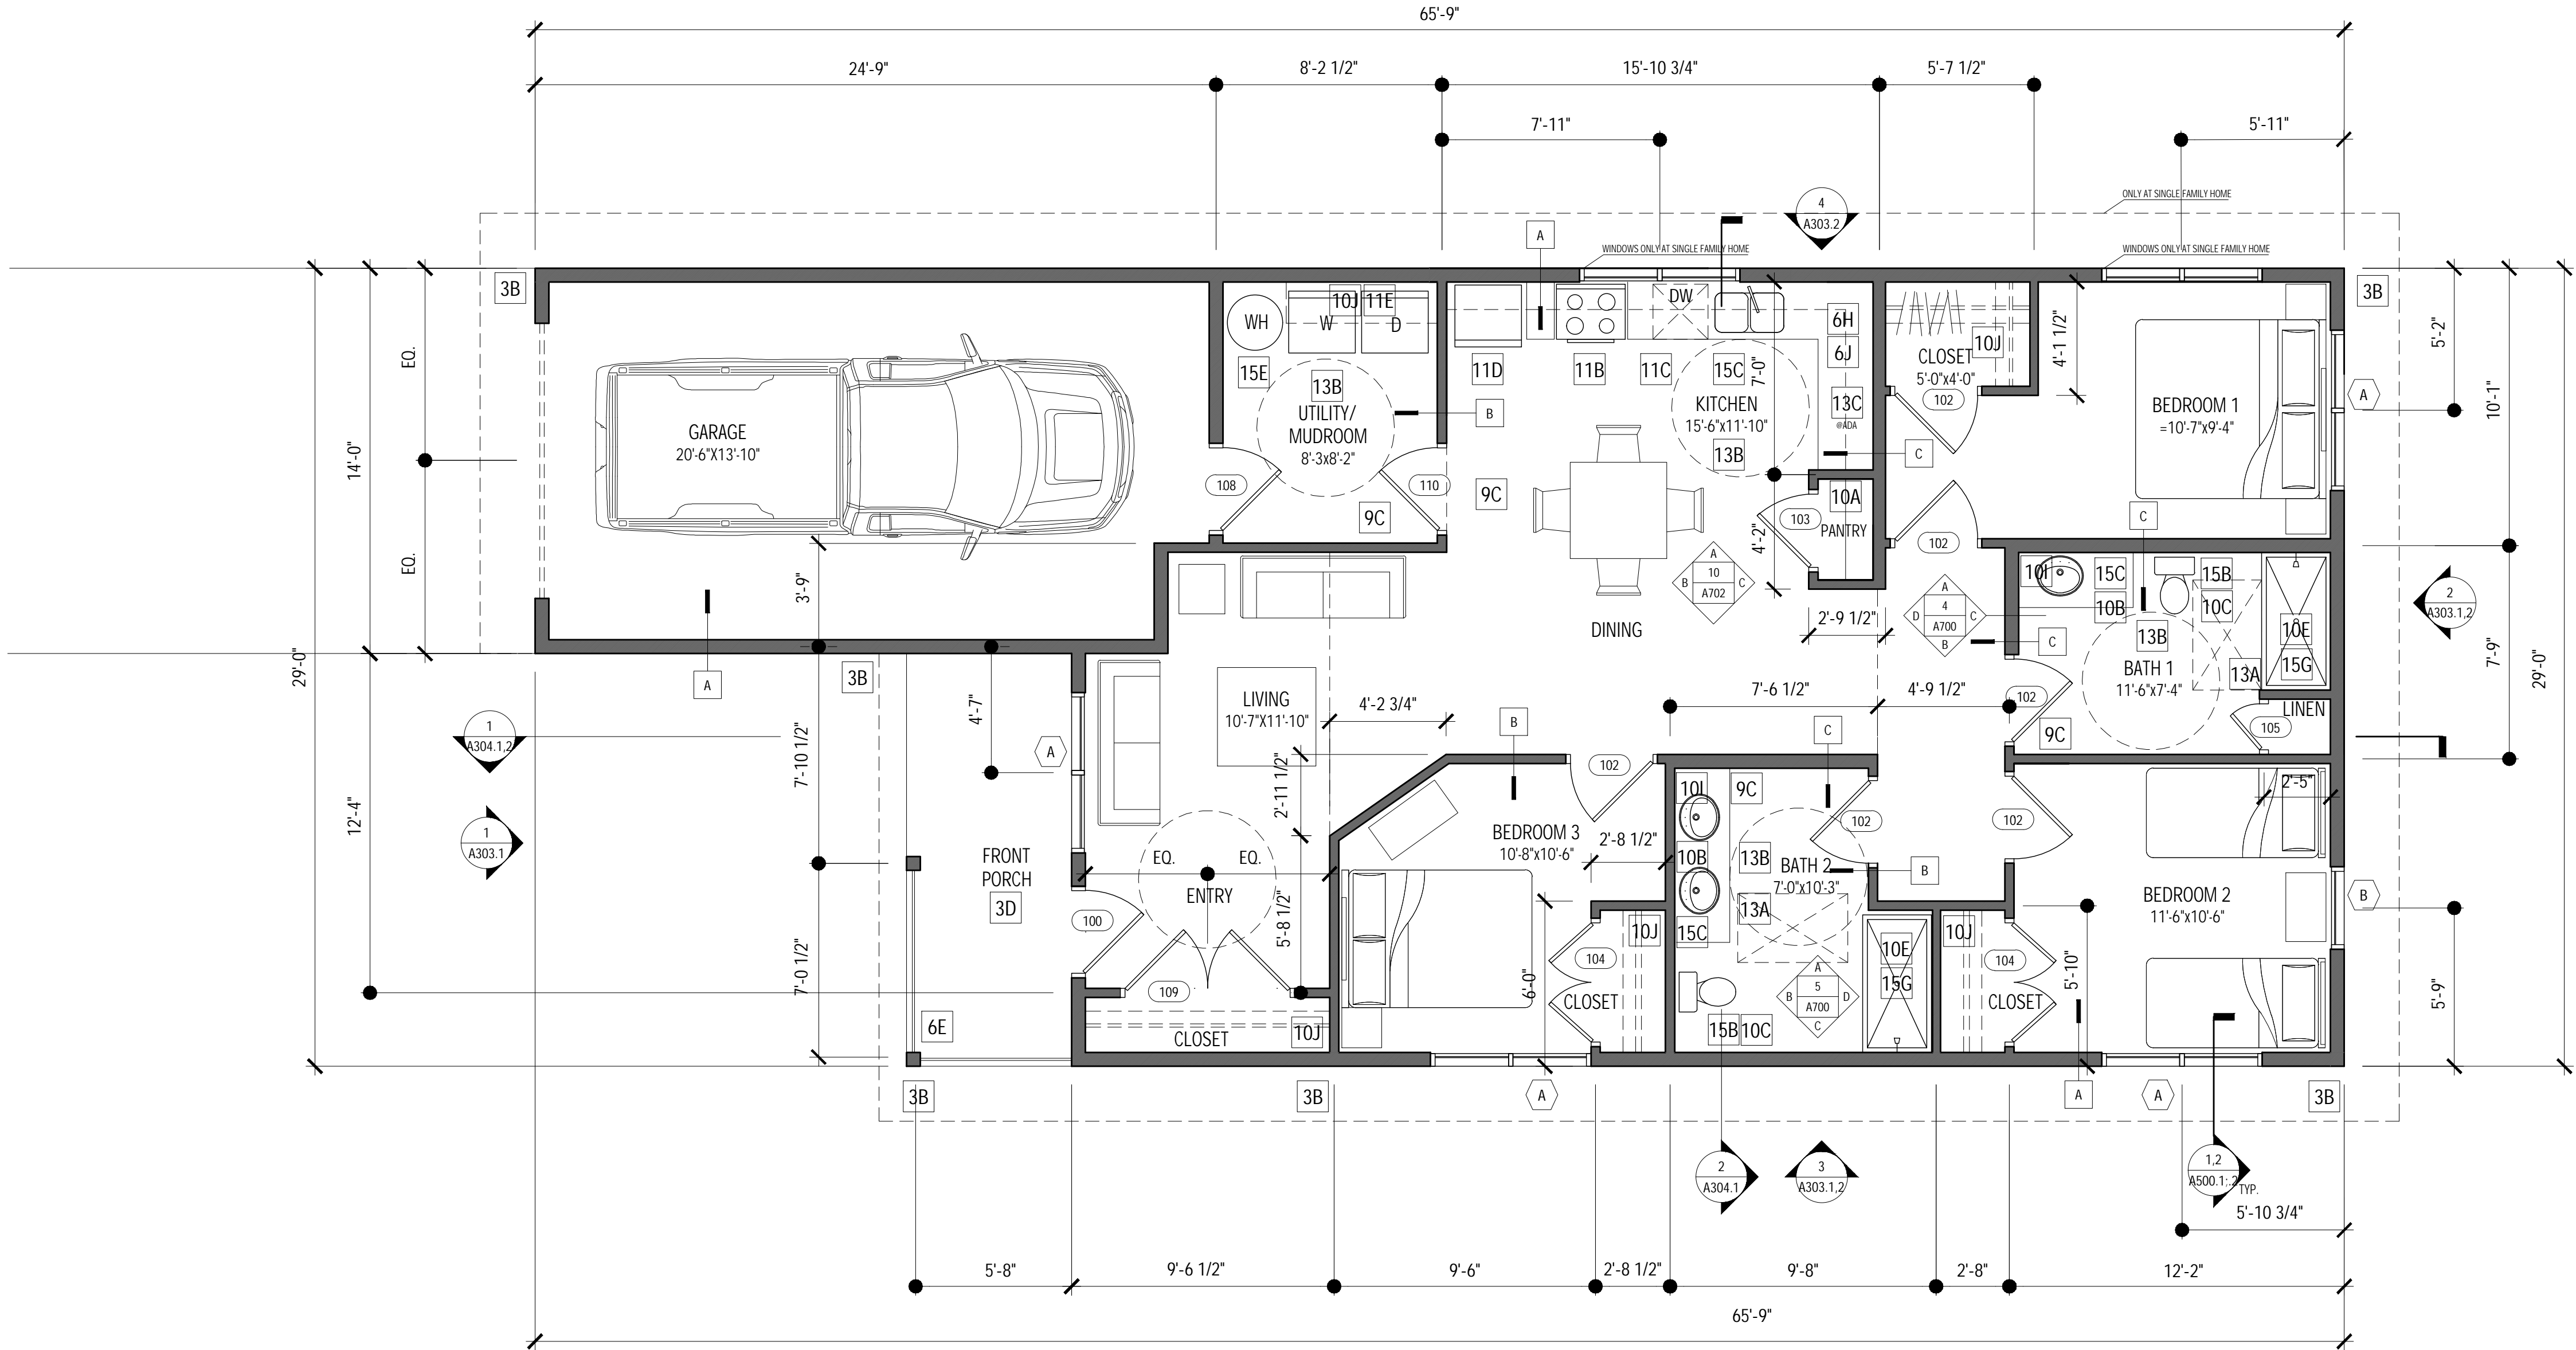 65'-9"
24'-9"
8'-2 1/2"
15'-10 3/4"
5'-7 1/2"
7'-11"
5'-11"
ONLY AT SINGLE FAMILY HOME
4
A303.2
A
WINDOWS ONLY AT SINGLE FAMILY HOME
WINDOWS ONLY AT SINGLE FAMILY HOME
3B
3B
10J
11E
WH
W
D
DW
6H
6J
10J
CLOSET
5'-0"x4'-0"
102
4'-1 1/2"
5'-2"
EQ.
15E
13B
11D
11B
11C
15C
7'-0"
A
10'-1"
UTILITY/
MUDROOM
8'-3x8'-2"
B
KITCHEN
15'-6"x11'-10"
13C
@ADA
BEDROOM 1
=10'-7"x9'-4"
GARAGE
20'-6"X13'-10"
14'-0"
13B
C
108
110
9C
9C
10A
103
PANTRY
4'-2"
C
102
EQ.
3'-9"
A
10
B
C
A702
10I
15C
15B
10B
10C
A
4
D
C
A700
B
2
A303.1,2
2'-9 1/2"
DINING
C
13B
10E
15G
BATH 1
11'-6"x7'-4"
13A
7'-9"
29'-0"
29'-0"
3B
A
LIVING
10'-7"X11'-10"
4'-2 3/4"
7'-6 1/2"
4'-9 1/2"
102
LINEN
105
9C
4'-7"
1
A304.1,2
7'-10 1/2"
A
B
C
102
2'-11 1/2"
10I
9C
2'-5"
12'-4"
1
A303.1
BEDROOM 3
10'-8"x10'-6"
2'-8 1/2"
102
102
FRONT
PORCH
3D
EQ.
EQ.
ENTRY
10B
13B
BATH 2
7'-0"x10'-3"
B
BEDROOM 2
11'-6"x10'-6"
B
13A
100
5'-8 1/2"
10J
15C
10E
15G
10J
104
104
5'-10"
7'-0 1/2"
109
6'-0"
CLOSET
A
5
B
D
A700
C
CLOSET
5'-9"
6E
CLOSET
10J
15B
10C
3B
3B
A
A
A
3B
2
A304.1
3
A303.1,2
1,2
A500.1;.2
TYP.
5'-10 3/4"
5'-8"
9'-6 1/2"
9'-6"
2'-8 1/2"
9'-8"
2'-8"
12'-2"
65'-9"